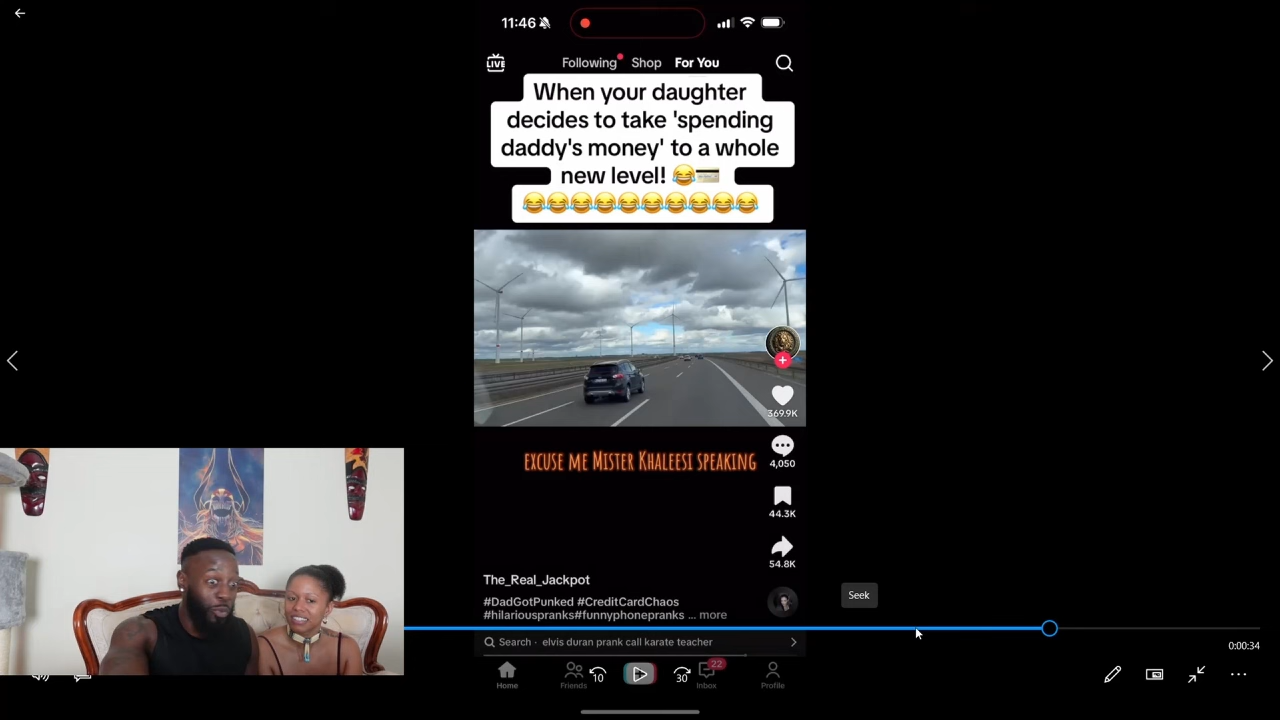 11:46
LIVE
Following
Shop
For You
When your daughter
decides to take 'spending
daddy's money' to a whole
new level! 😂💳
😂😂😂😂😂😂😂😂😂😂
369.9K
EXCUSE ME MISTER KHALEESI SPEAKING
4,050
44.3K
54.8K
The_Real_Jackpot
#DadGotPunked #CreditCardChaos
#hilariouspranks#funnyphonepranks ... more
Seek
Search · elvis duran prank call karate teacher
0:00:34
22
10
30
Home
Friends
Inbox
Profile